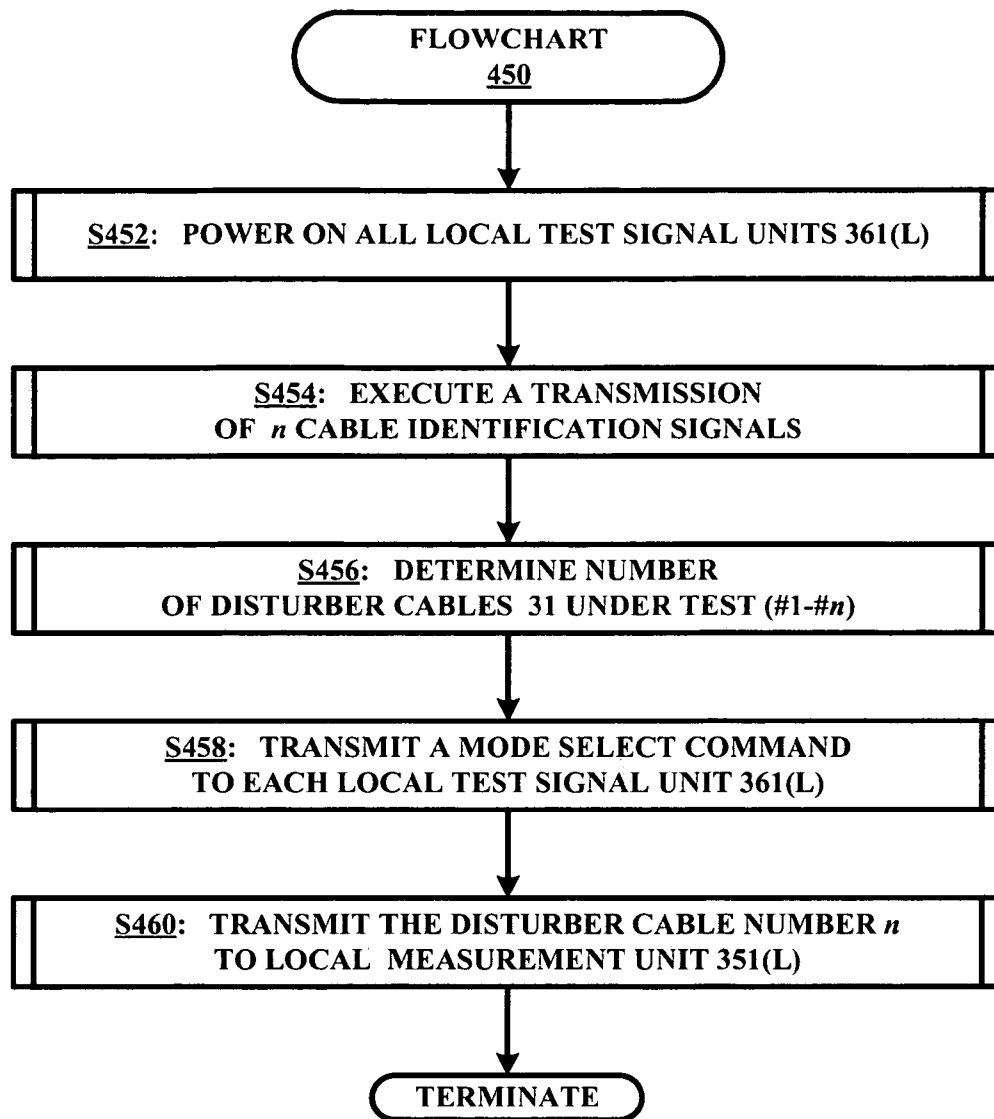 FLOWCHART
450
S452: POWER ON ALL LOCAL TEST SIGNAL UNITS 361(L)
S454: EXECUTE A TRANSMISSION
OF n CABLE IDENTIFICATION SIGNALS
S456: DETERMINE NUMBER
OF DISTURBER CABLES 31 UNDER TEST (#1-#n)
S458: TRANSMIT A MODE SELECT COMMAND
TO EACH LOCAL TEST SIGNAL UNIT 361(L)
S460: TRANSMIT THE DISTURBER CABLE NUMBER n
TO LOCAL MEASUREMENT UNIT 351(L)
TERMINATE